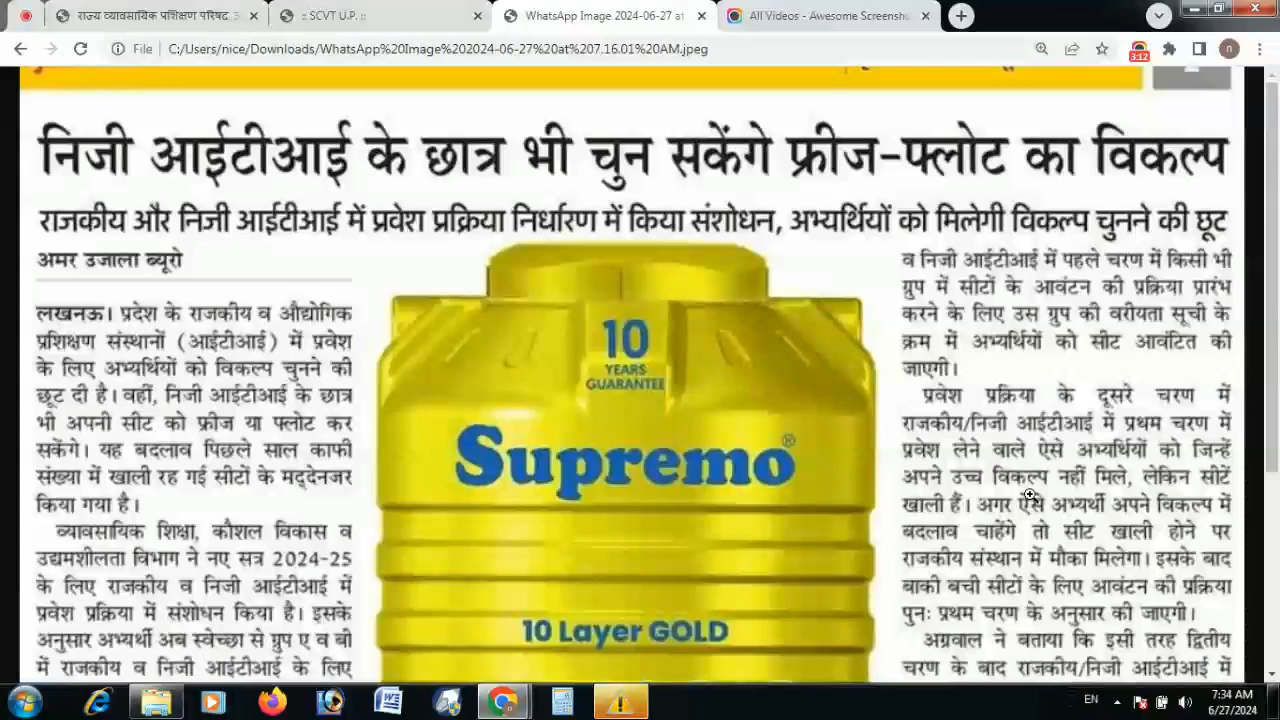 राज्य व्यावसायिक प्रशिक्षण परिषद
:: SCVT U.P. ::
WhatsApp Image 2024-06-27 at
All Videos - Awesome Screensho
File
C:/Users/nice/Downloads/WhatsApp%20Image%202024-06-27%20at%207.16.01%20AM.jpeg
3:12
n
निजी आईटीआई के छात्र भी चुन सकेंगे फ्रीज-फ्लोट का विकल्प
राजकीय और निजी आईटीआई में प्रवेश प्रक्रिया निर्धारण में किया संशोधन, अभ्यर्थियों को मिलेगी विकल्प चुनने की छूट
अमर उजाला ब्यूरो
लखनऊ। प्रदेश के राजकीय व औद्योगिक
प्रशिक्षण संस्थानों (आईटीआई) में प्रवेश
के लिए अभ्यर्थियों को विकल्प चुनने की
छूट दी है। वहीं, निजी आईटीआई के छात्र
भी अपनी सीट को फ्रीज या फ्लोट कर
सकेंगे। यह बदलाव पिछले साल काफी
संख्या में खाली रह गई सीटों के मद्देनजर
किया गया है।
व्यावसायिक शिक्षा, कौशल विकास व
उद्यमशीलता विभाग ने नए सत्र 2024-25
के लिए राजकीय व निजी आईटीआई में
प्रवेश प्रक्रिया में संशोधन किया है। इसके
अनुसार अभ्यर्थी अब स्वेच्छा से ग्रुप ए व बी
में राजकीय व निजी आईटीआई के लिए
10
YEARS
GUARANTEE
Supremo®
10 Layer GOLD
व निजी आईटीआई में पहले चरण में किसी भी
ग्रुप में सीटों के आवंटन की प्रक्रिया प्रारंभ
करने के लिए उस ग्रुप की वरीयता सूची के
क्रम में अभ्यर्थियों को सीट आवंटित की
जाएगी।
प्रवेश प्रक्रिया के दूसरे चरण में
राजकीय/निजी आईटीआई में प्रथम चरण में
प्रवेश लेने वाले ऐसे अभ्यर्थियों को जिन्हें
अपने उच्च विकल्प नहीं मिले, लेकिन सीटें
खाली हैं। अगर ऐसे अभ्यर्थी अपने विकल्प में
बदलाव चाहेंगे तो सीट खाली होने पर
राजकीय संस्थान में मौका मिलेगा। इसके बाद
बाकी बची सीटों के लिए आवंटन की प्रक्रिया
पुनः प्रथम चरण के अनुसार की जाएगी।
अग्रवाल ने बताया कि इसी तरह द्वितीय
चरण के बाद राजकीय/निजी आईटीआई में
EN
7:34 AM
6/27/2024